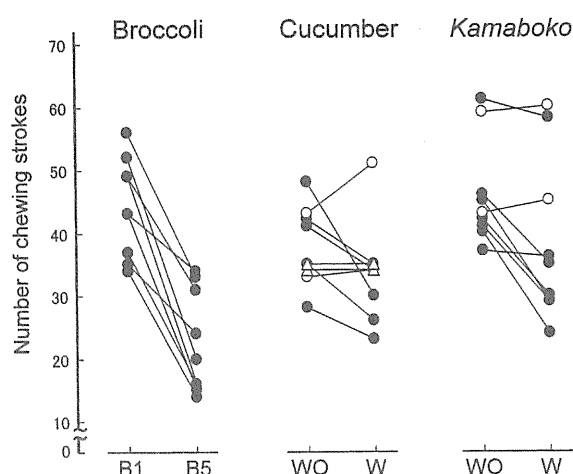 Broccoli
Cucumber
Kamaboko
Number of chewing strokes
70
60
50
40
30
20
10
0
B1
B5
WO
W
WO
W